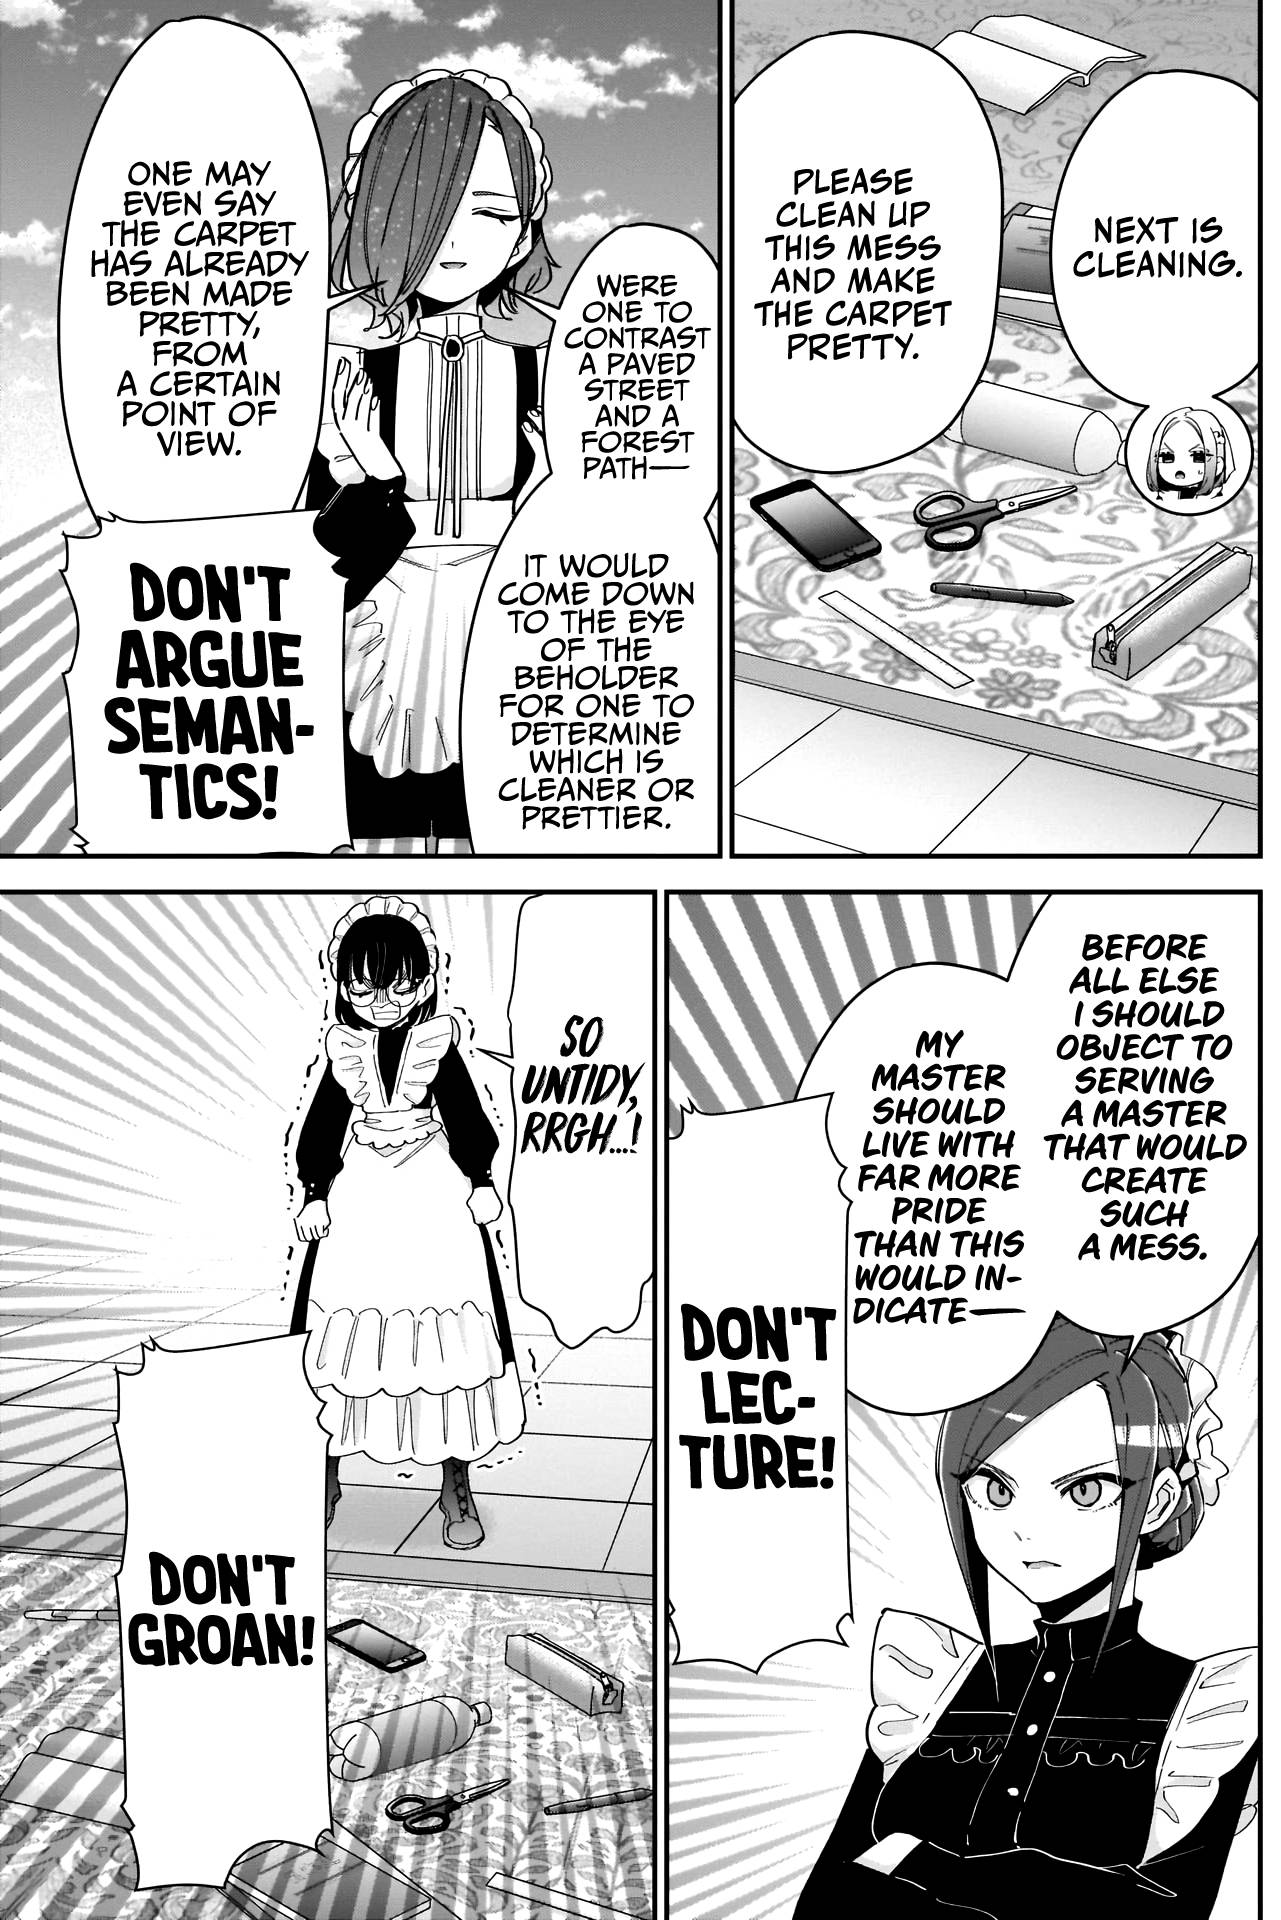 NEXT IS
CLEANING.
PLEASE
CLEAN UP
THIS MESS
AND MAKE
THE CARPET
PRETTY.
WERE
ONE TO
CONTRAST
A PAVED
STREET
AND A
FOREST
PATH—
IT WOULD
COME DOWN
TO THE EYE
OF THE
BEHOLDER
FOR ONE TO
DETERMINE
WHICH IS
CLEANER OR
PRETTIER.
ONE MAY
EVEN SAY
THE CARPET
HAS ALREADY
BEEN MADE
PRETTY,
FROM
A CERTAIN
POINT OF
VIEW.
DON'T
ARGUE
SEMAN-
TICS!
BEFORE
ALL ELSE
I SHOULD
OBJECT TO
SERVING
A MASTER
THAT WOULD
CREATE
SUCH
A MESS.
MY
MASTER
SHOULD
LIVE WITH
FAR MORE
PRIDE
THAN THIS
WOULD IN-
DICATE—
DON'T
LEC-
TURE!
SO
UNTIDY,
RRGH...!
DON'T
GROAN!